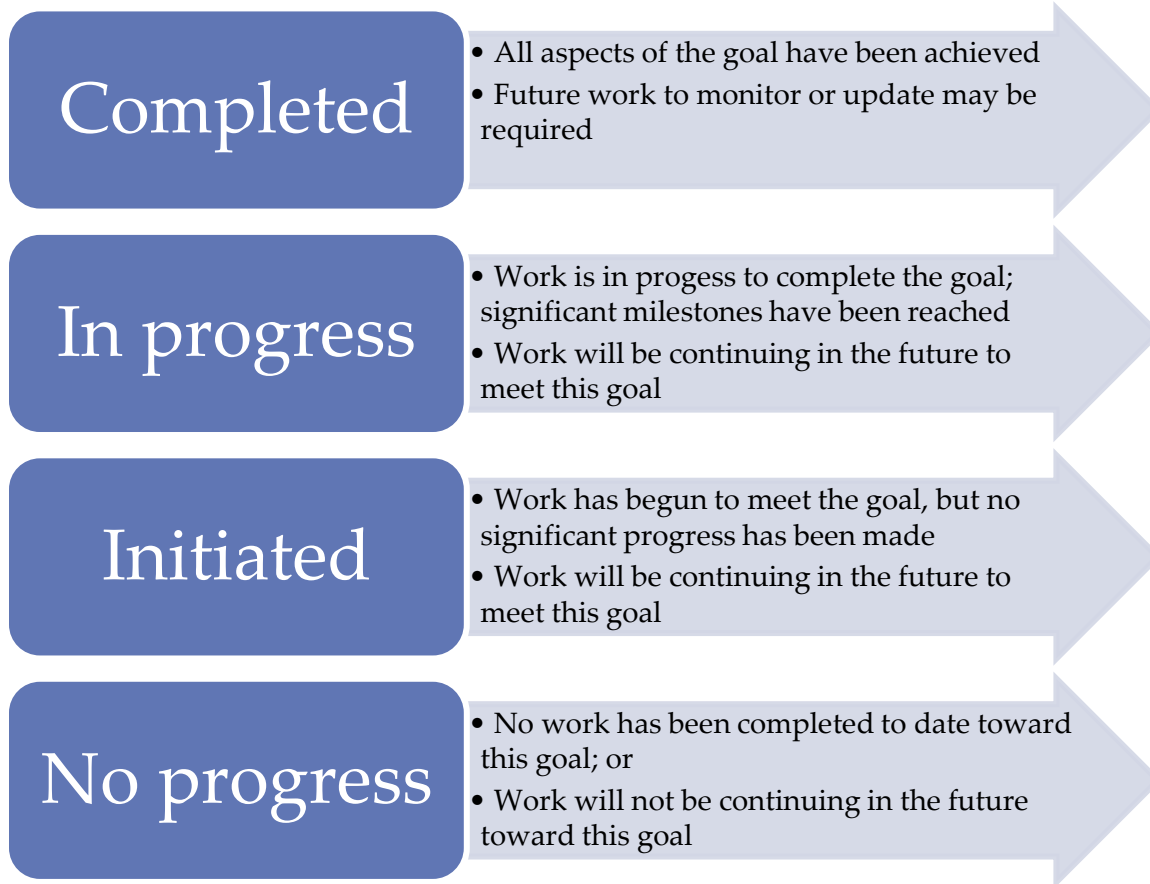 Completed
• All aspects of the goal have been achieved
• Future work to monitor or update may be
required
In progress
• Work is in progess to complete the goal;
significant milestones have been reached
• Work will be continuing in the future to
meet this goal
Initiated
• Work has begun to meet the goal, but no
significant progress has been made
• Work will be continuing in the future to
meet this goal
No progress
• No work has been completed to date toward
this goal; or
• Work will not be continuing in the future
toward this goal